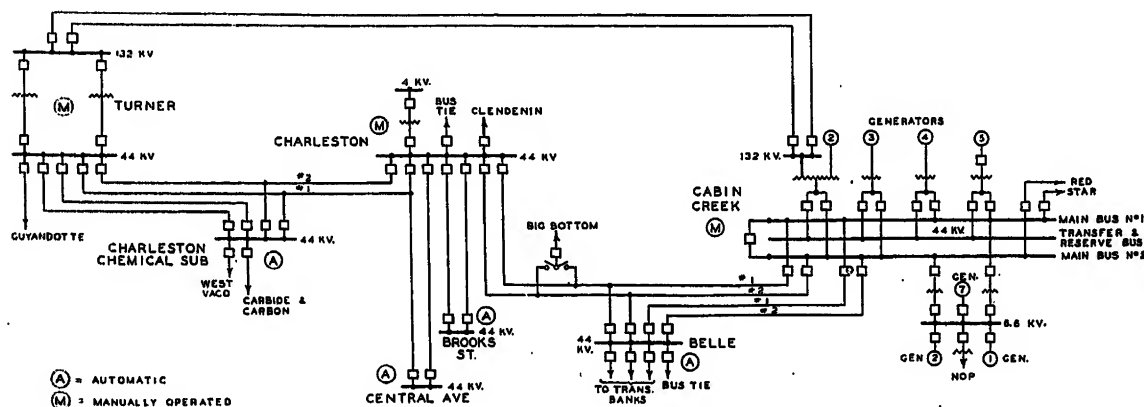 132 KV.
M
TURNER
44 KV
GUYANDOTTE
CHARLESTON
CHEMICAL SUB
44 KV.
A
WEST
VACO
CARBIDE &
CARBON
#2
#1
4 KV.
M
CHARLESTON
BUS
TIE
CLENDENIN
44 KV
BIG BOTTOM
A
44 KV.
BROOKS
ST.
A
44 KV.
CENTRAL AVE
#1
#2
#1
#2
44
KV.
BELLE
A
TO TRANS.
BANKS
BUS TIE
132 KV.
GENERATORS
2
3
4
5
CABIN
CREEK
M
RED
STAR
MAIN BUS Nº1
44 KV.
TRANSFER &
RESERVE BUS
MAIN BUS Nº2
GEN.
7
6.6 KV.
GEN 2
1 GEN.
NOP
A = AUTOMATIC
M = MANUALLY OPERATED